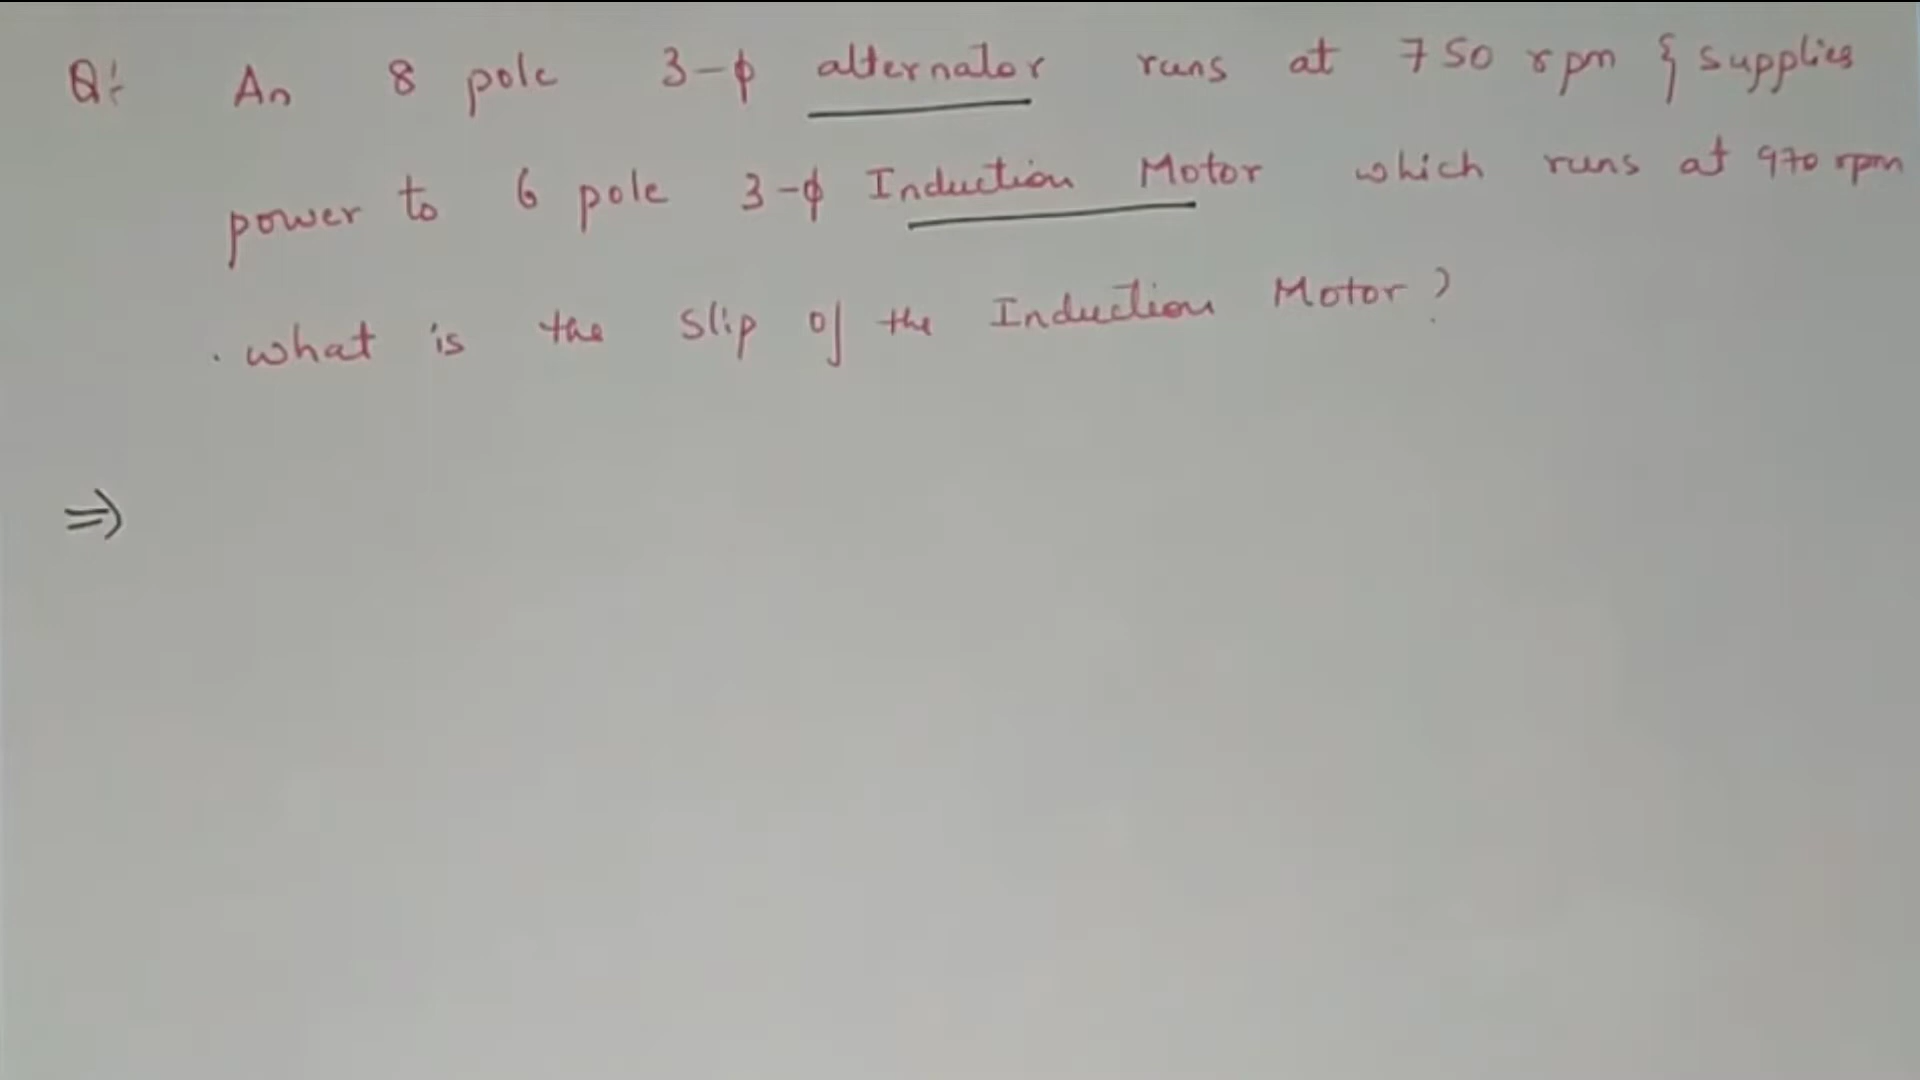 Q: An 8 pole 3-ϕ alternator runs at 750 rpm & supplies
power to 6 pole 3-ϕ Induction Motor which runs at 970 rpm
. what is the slip of the Induction Motor?
⇒